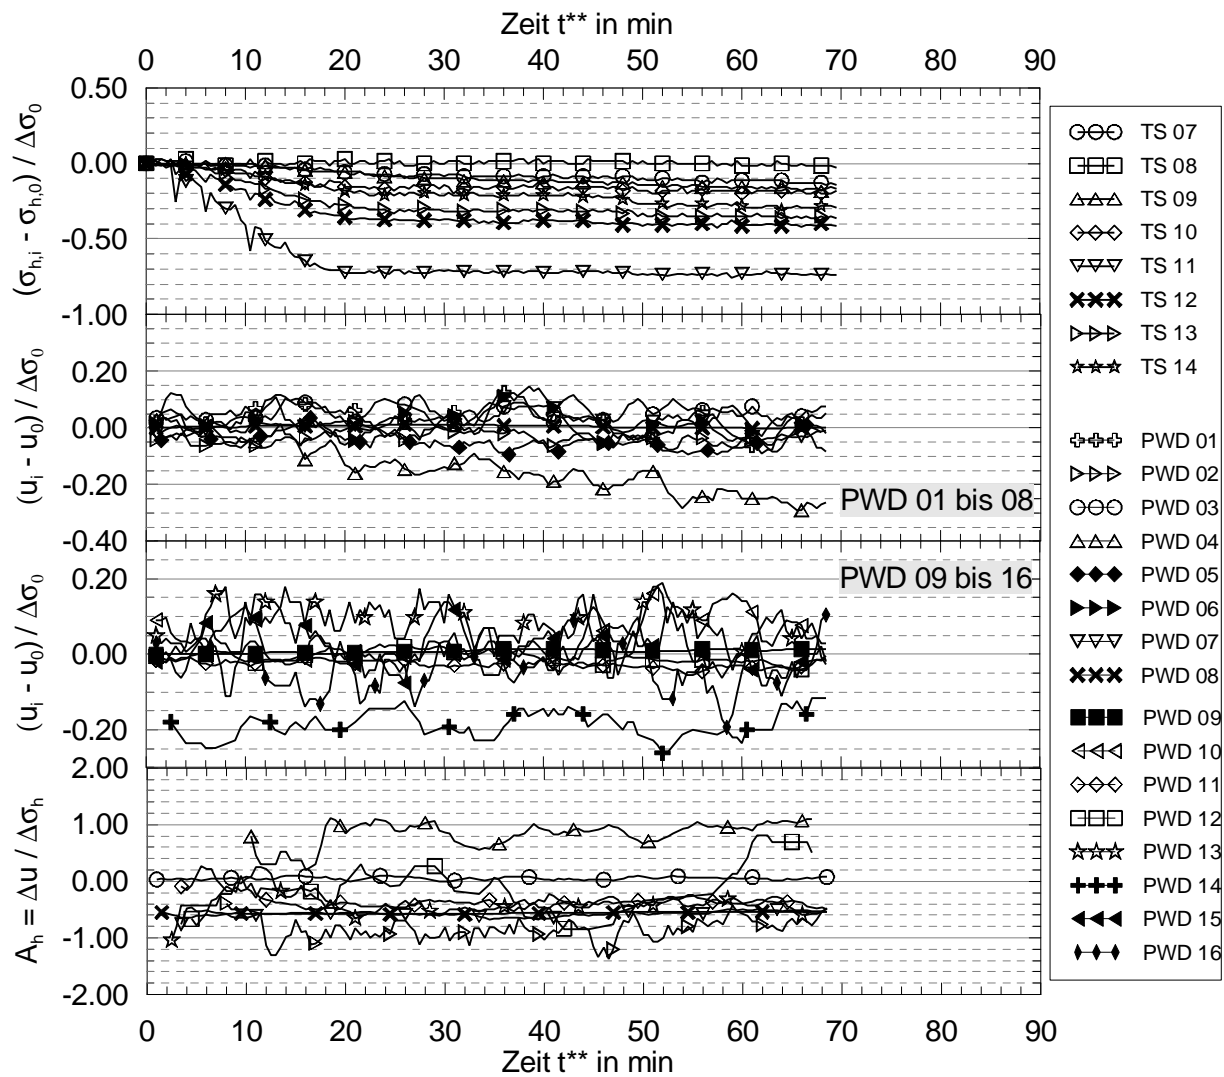 Zeit t** in min
0 10 20 30 40 50 60 70 80 90
0.50
0.00
-0.50
-1.00
(σh,i - σh,0) / Δσ0
0.20
0.00
-0.20
-0.40
(ui - u0) / Δσ0
PWD 01 bis 08
0.20
0.00
-0.20
(ui - u0) / Δσ0
PWD 09 bis 16
2.00
1.00
0.00
-1.00
-2.00
Ah = Δu / Δσh
0 10 20 30 40 50 60 70 80 90
Zeit t** in min
TS 07
TS 08
TS 09
TS 10
TS 11
TS 12
TS 13
TS 14
PWD 01
PWD 02
PWD 03
PWD 04
PWD 05
PWD 06
PWD 07
PWD 08
PWD 09
PWD 10
PWD 11
PWD 12
PWD 13
PWD 14
PWD 15
PWD 16